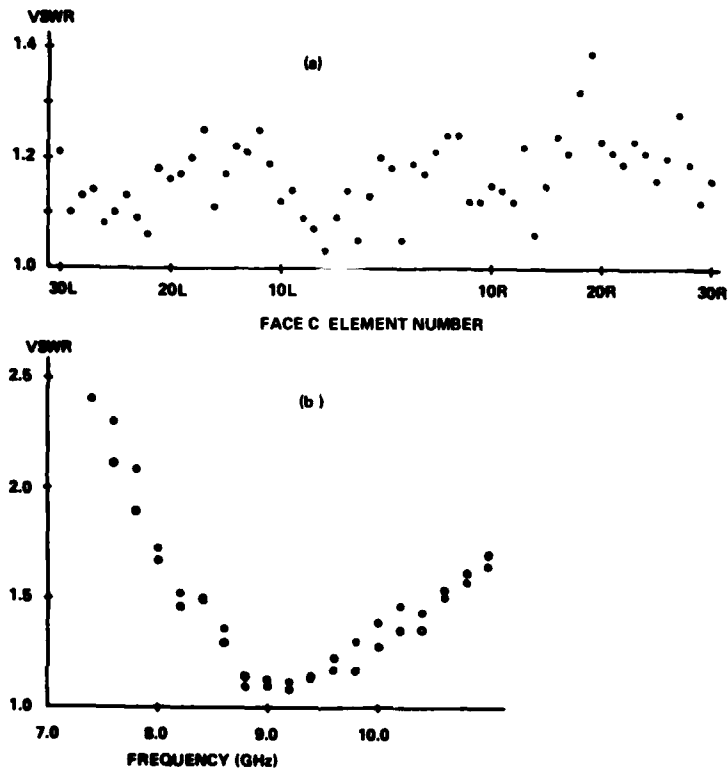 VSWR
1.4
(a)
1.2
1.0
30L 20L 10L 10R 20R 30R
FACE C ELEMENT NUMBER
VSWR
2.5
(b)
2.0
1.5
1.0
7.0 8.0 9.0 10.0
FREQUENCY (GHz)